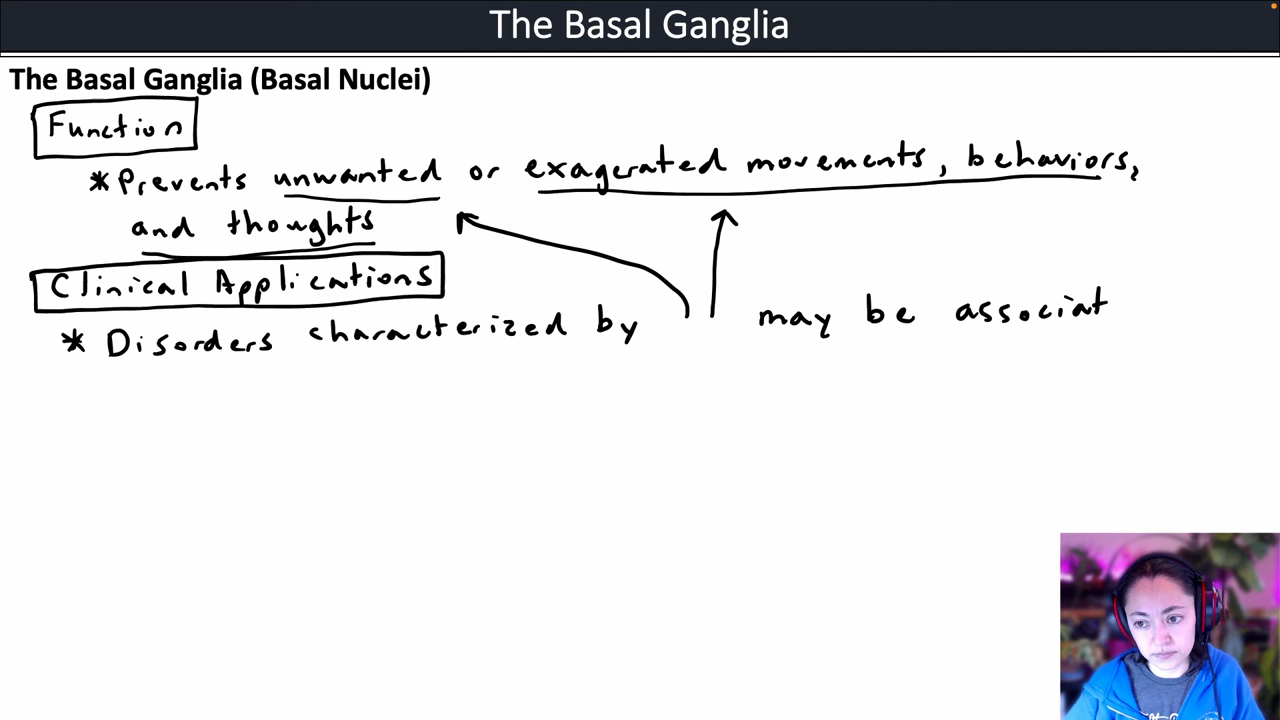 The Basal Ganglia
The Basal Ganglia (Basal Nuclei)
Function
*Prevents unwanted or exagerated movements, behaviors,
and thoughts
Clinical Applications
* Disorders characterized by may be associat